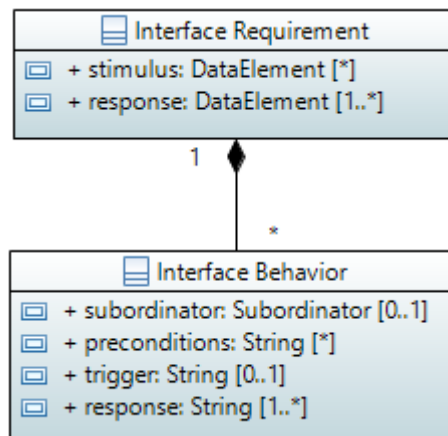 Interface Requirement
+ stimulus: DataElement [*]
+ response: DataElement [1..*]
1
*
Interface Behavior
+ subordinator: Subordinator [0..1]
+ preconditions: String [*]
+ trigger: String [0..1]
+ response: String [1..*]